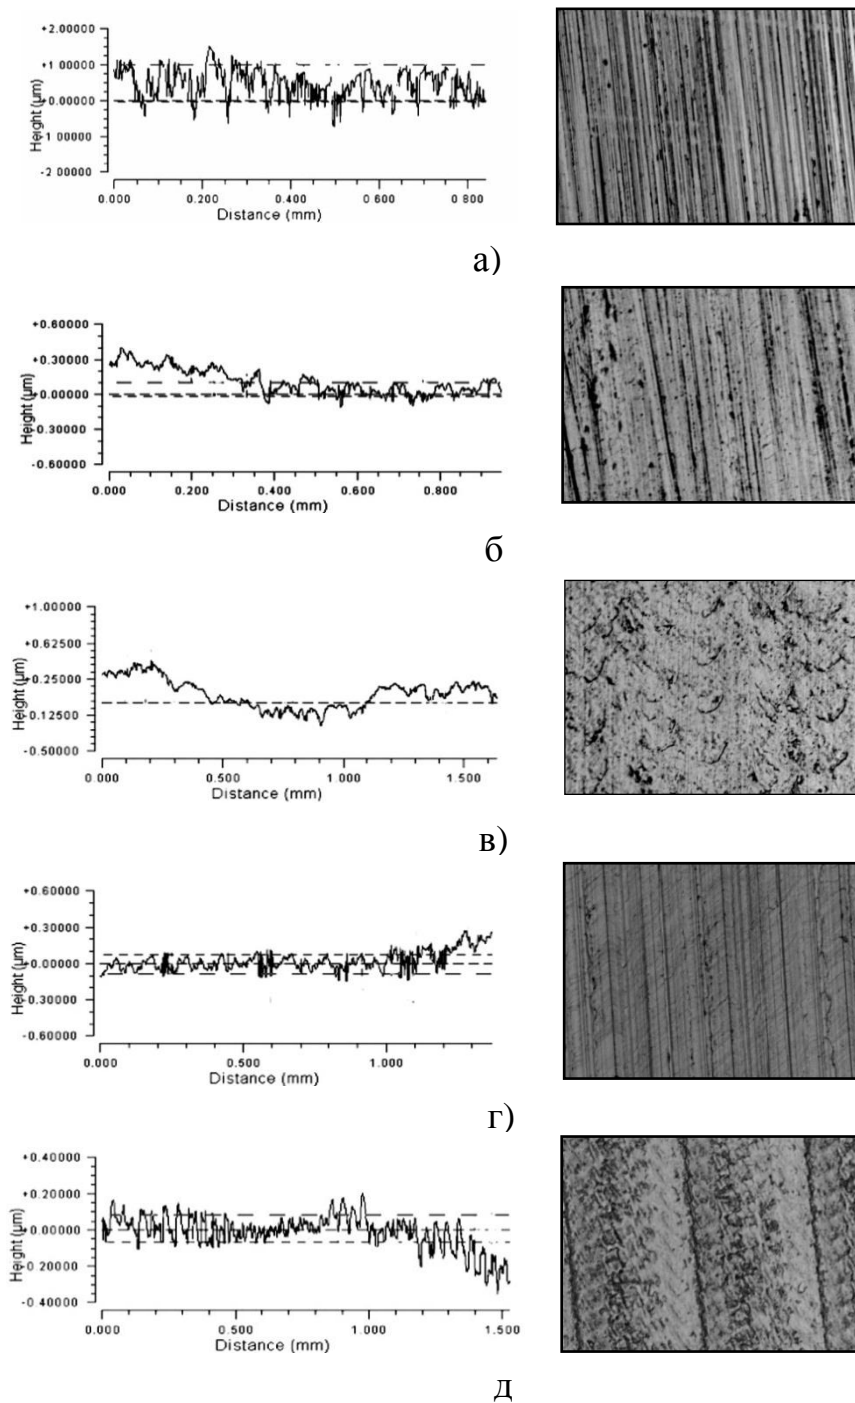 +2.00000
+1.00000
+0.00000
-1 00000
-2 00000
Height (µm)
0.000 0.200 0 400 0 600 0 800
Distance (mm)
а)
+0.60000
+0.30000
+0.00000
-0.30000
-0.60000
Height (µm)
0.000 0.200 0.400 0.600 0.800
Distance (mm)
б
+1.00000
+0.62500
+0.25000
-0.12500
-0.50000
Height (µm)
0.000 0.500 1.000 1.500
Distance (mm)
в)
+0.60000
+0.30000
+0.00000
-0.30000
-0.60000
Height (µm)
0.000 0.500 1.000
Distance (mm)
г)
+0.40000
+0.20000
+0.00000
-0 20000
-0 40000
Height (µm)
0.000 0.500 1.000 1.500
Distance (mm)
д